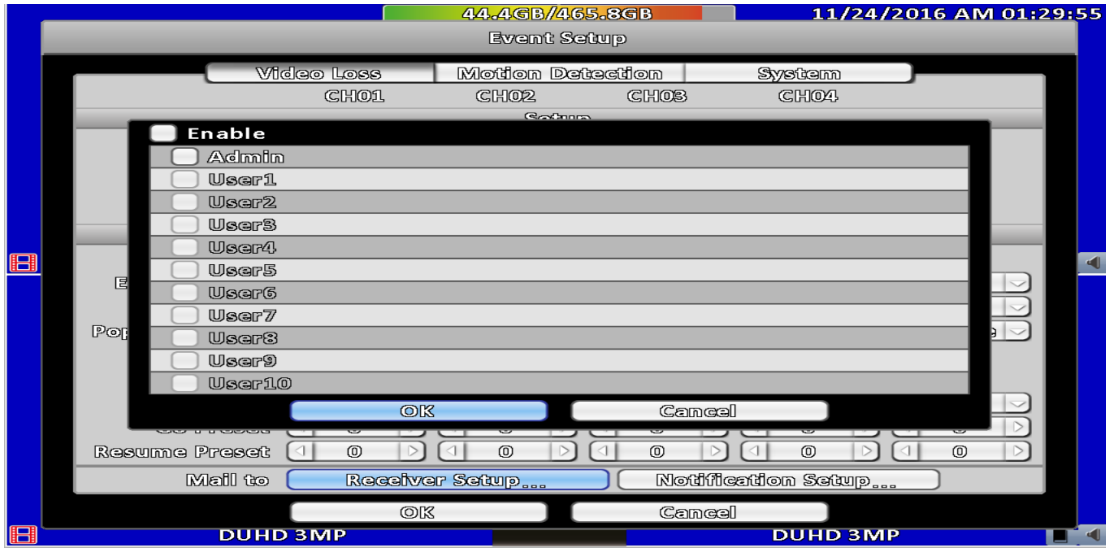 44.4GB/465.8GB 11/24/2016 AM 01:29:55
Event Setup
Video Loss Motion Detection System
CH01 CH02 CH03 CH04
Setup
Enable
Admin
User1
User2
User3
User4
User5
User6
User7
User8
User9
User10
OK Cancel
Resume Preset 0 0 0 0 0
Mail to Receiver Setup... Notification Setup...
OK Cancel
DUHD 3MP DUHD 3MP